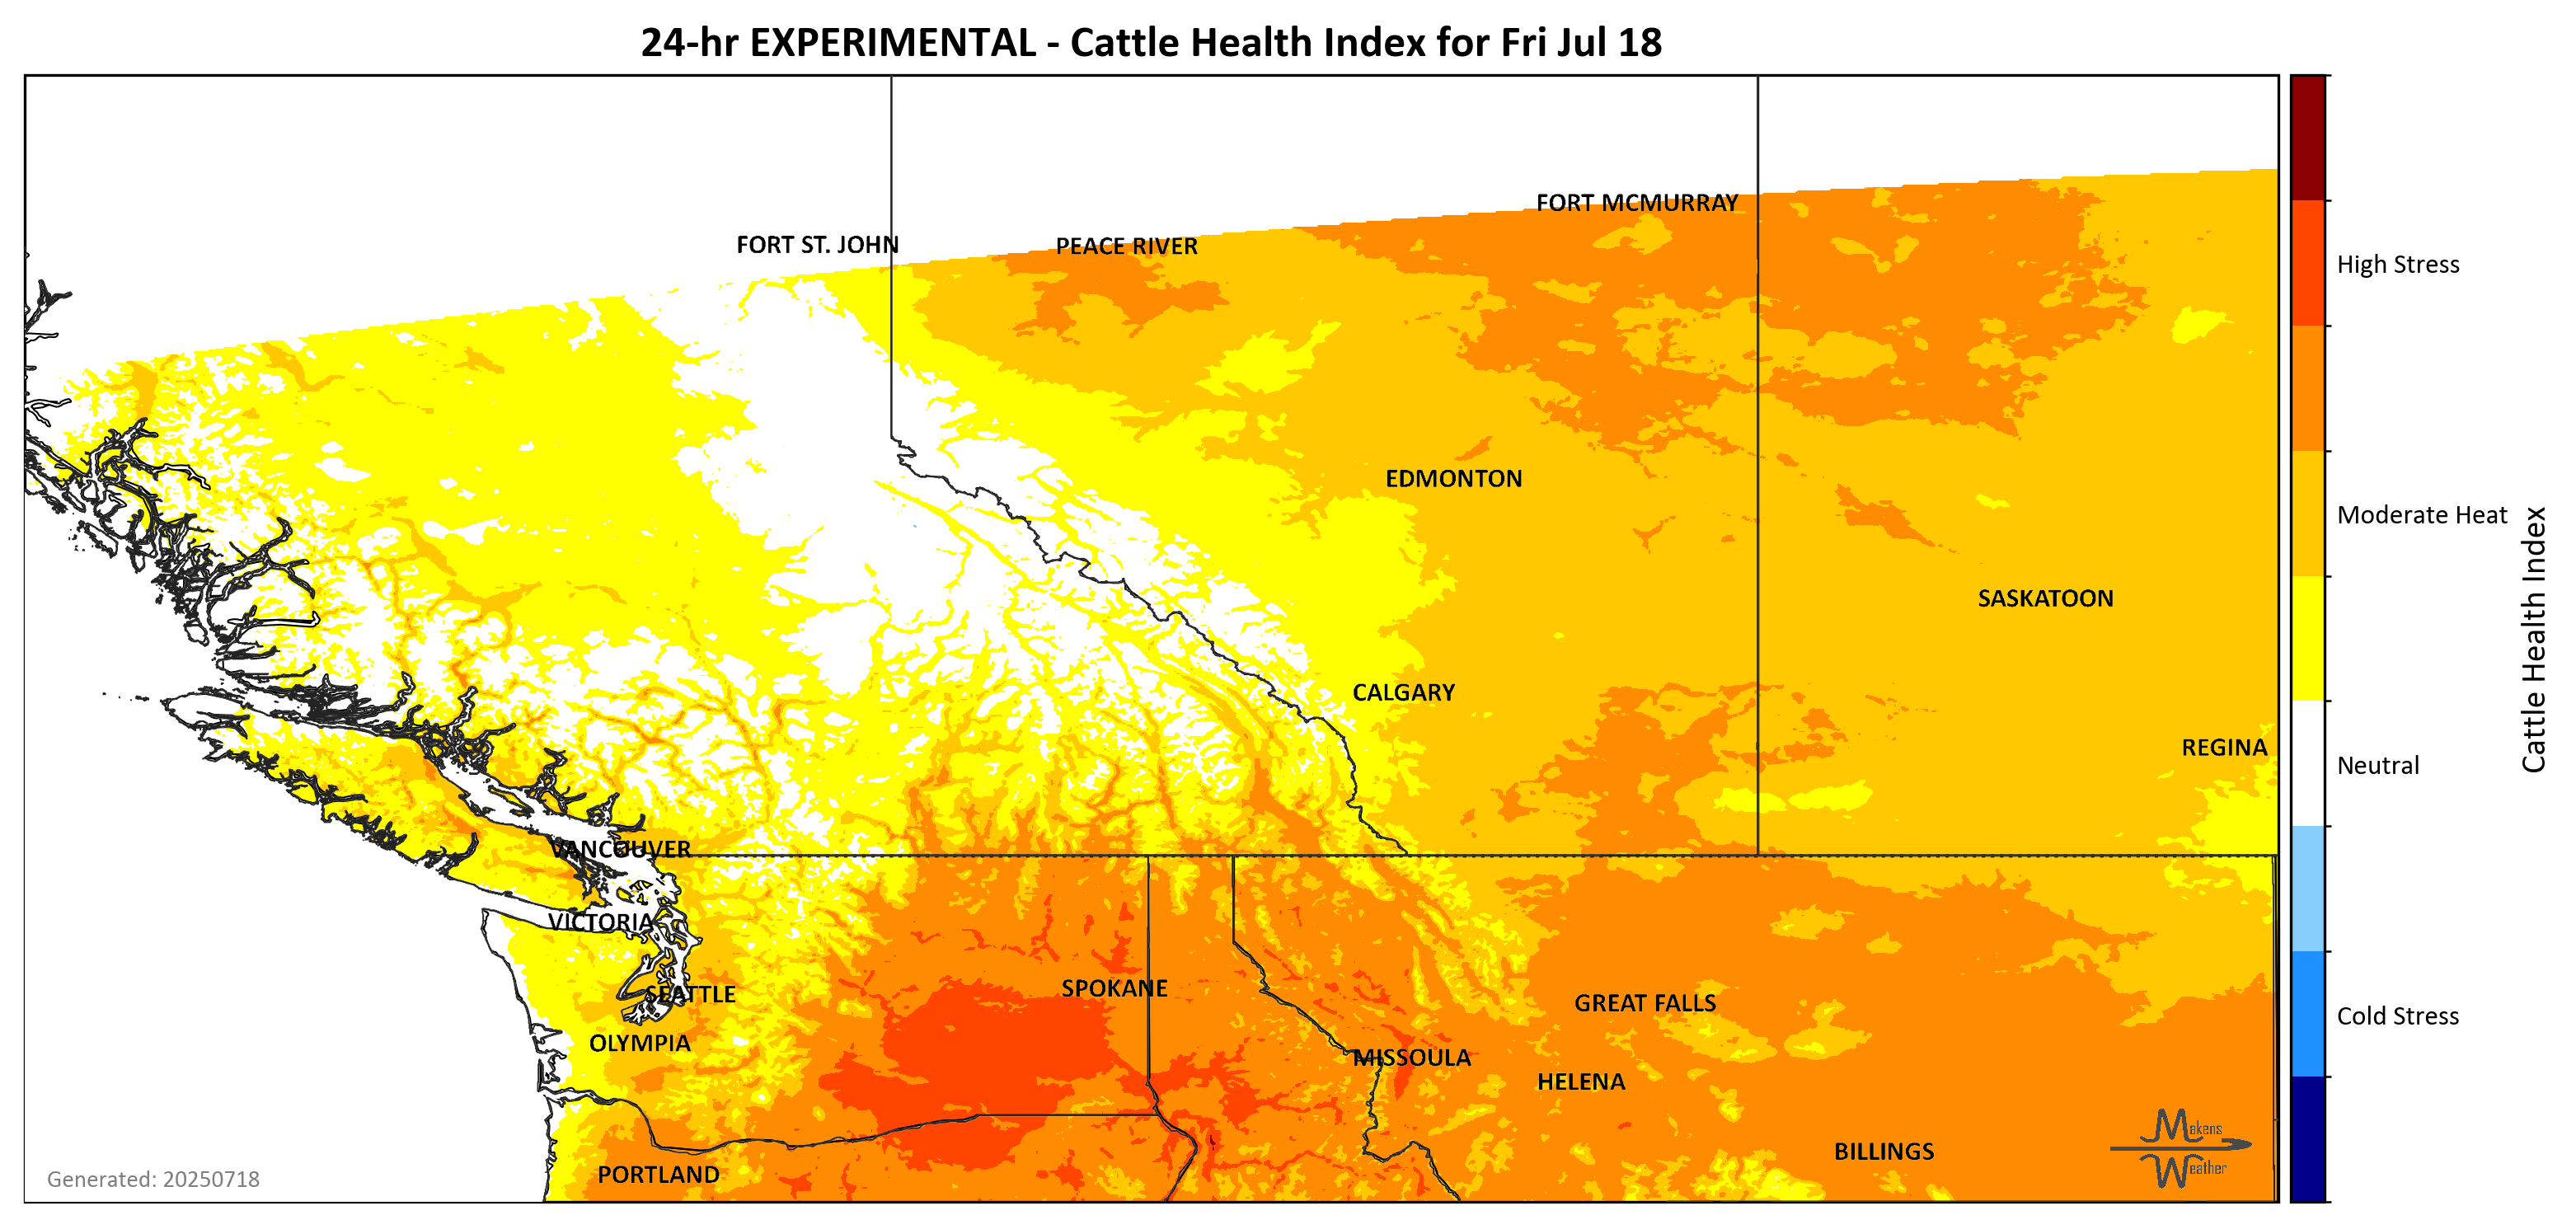 24-hr EXPERIMENTAL - Cattle Health Index for Fri Jul 18
FORT MCMURRAY
FORT ST. JOHN
PEACE RIVER
High Stress
EDMONTON
Moderate Heat
SASKATOON
CALGARY
REGINA
Neutral
Cattle Health Index
VANCOUVER
VICTORIA
SPOKANE
SEATTLE
GREAT FALLS
Cold Stress
OLYMPIA
MISSOULA
HELENA
Makens
Weather
BILLINGS
PORTLAND
Generated: 20250718